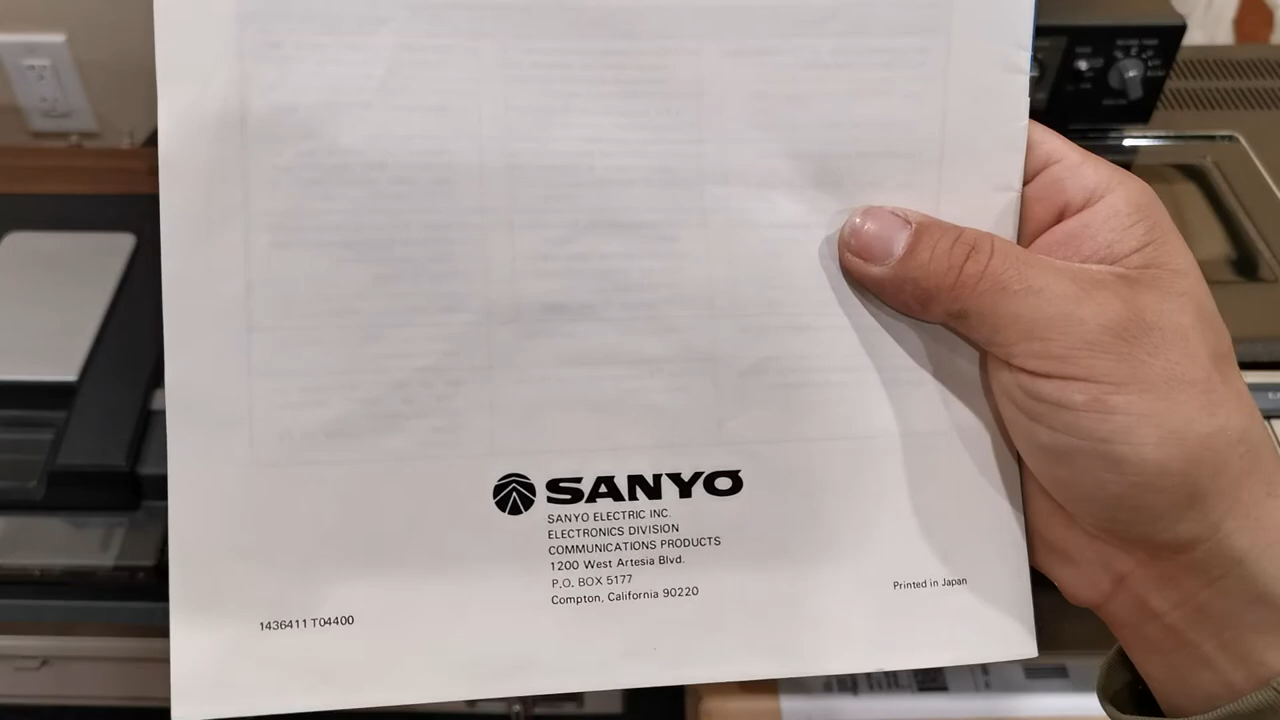 SANYO
SANYO ELECTRIC INC.
ELECTRONICS DIVISION
COMMUNICATIONS PRODUCTS
1200 West Artesia Blvd.
P.O. BOX 5177
Compton, California 90220
Printed in Japan
1436411 T04400